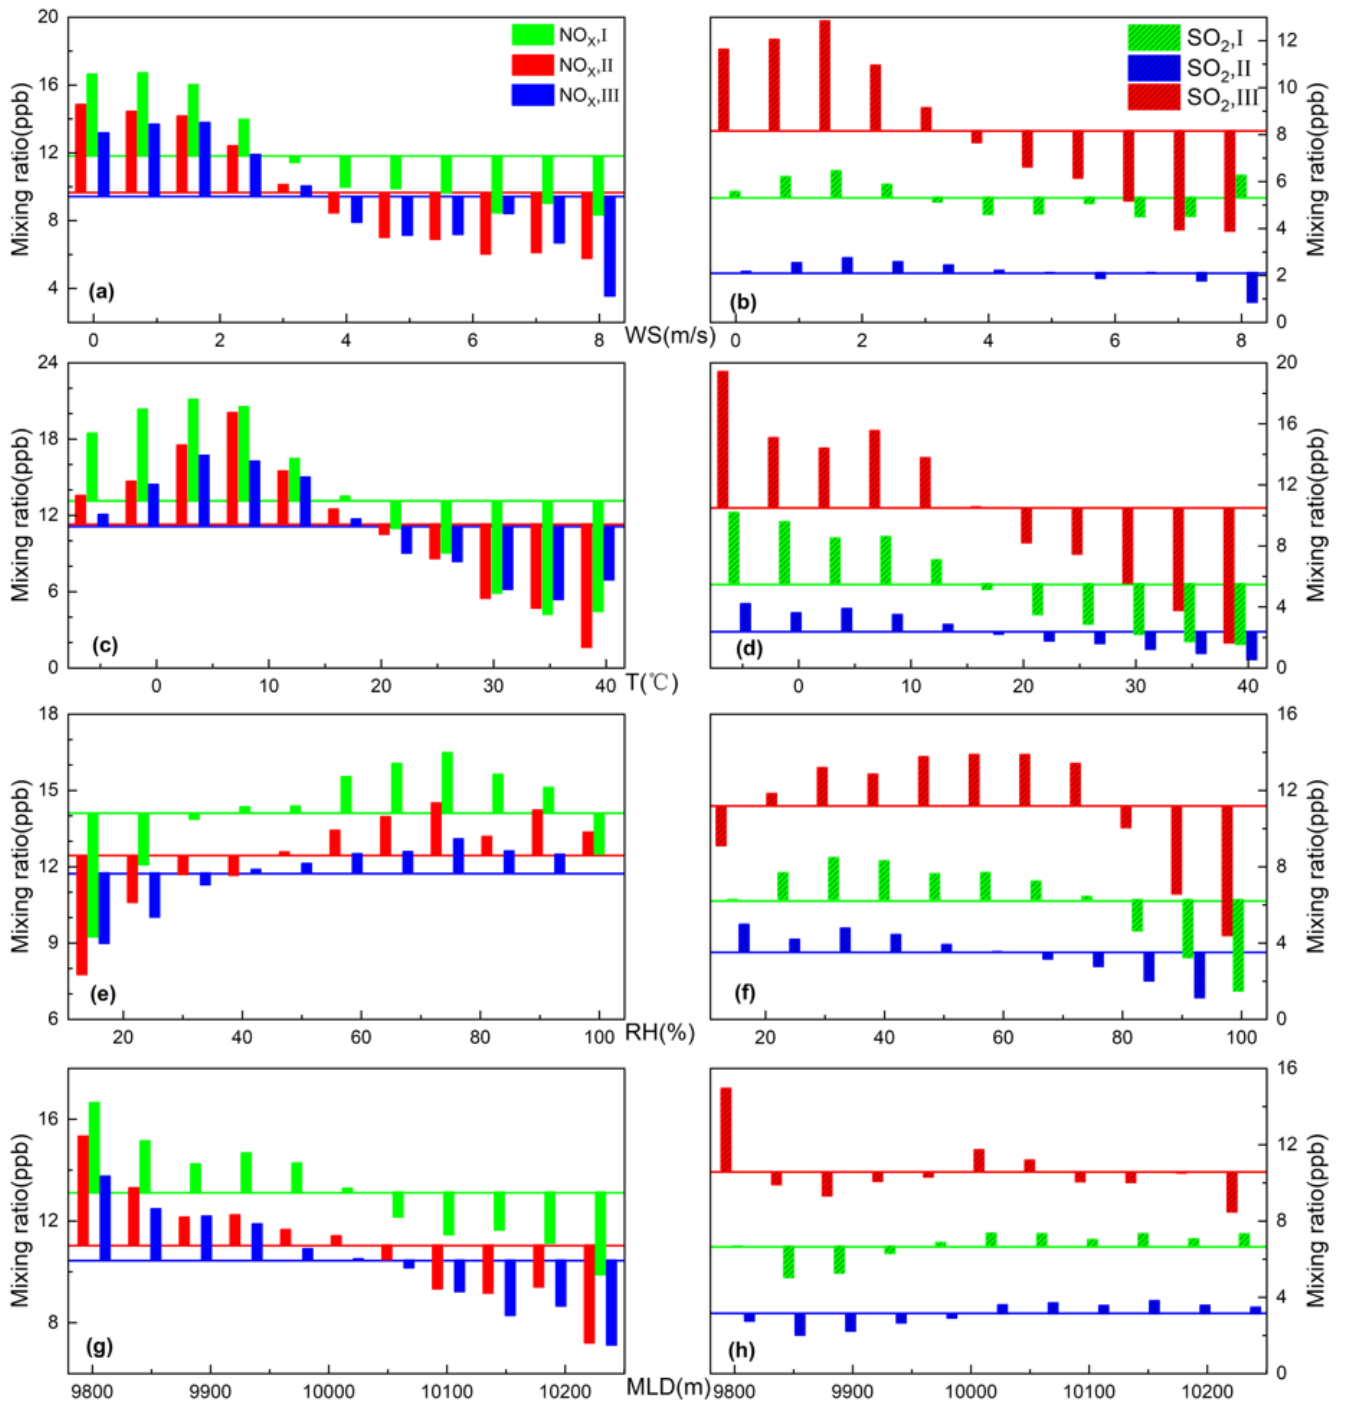 20
16
12
8
4
Mixing ratio(ppb)
NOX,I
NOX,II
NOX,III
(a)
0 2 4 6 8
WS(m/s)
SO2,I
SO2,II
SO2,III
12
10
8
6
4
2
0
Mixing ratio(ppb)
(b)
0 2 4 6 8
24
18
12
6
0
Mixing ratio(ppb)
(c)
0 10 20 30 40
T(℃)
20
16
12
8
4
0
Mixing ratio(ppb)
(d)
0 10 20 30 40
18
15
12
9
6
Mixing ratio(ppb)
(e)
20 40 60 80 100
RH(%)
16
12
8
4
0
Mixing ratio(ppb)
(f)
20 40 60 80 100
16
12
8
Mixing ratio(ppb)
(g)
9800 9900 10000 10100 10200
MLD(m)
16
12
8
4
0
Mixing ratio(ppb)
(h)
9800 9900 10000 10100 10200